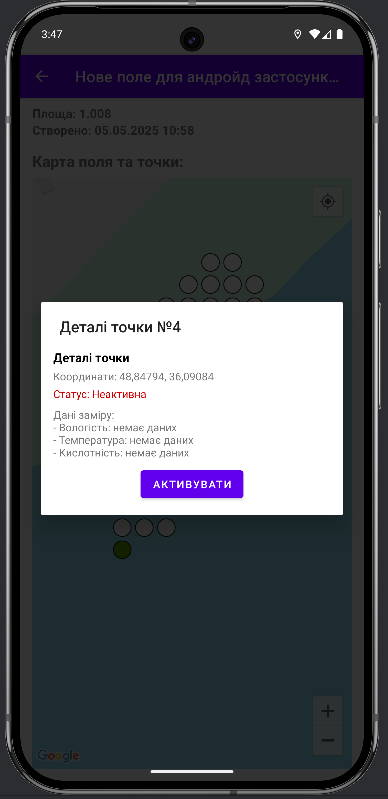 3:47
Нове поле для андройд застосунк...
Площа: 1.008
Створено: 05.05.2025 10:58
Карта поля та точки:
Деталі точки №4
Деталі точки
Координати: 48,84794, 36,09084
Статус: Неактивна
Дані заміру:
- Вологість: немає даних
- Температура: немає даних
- Кислотність: немає даних
АКТИВУВАТИ
Google